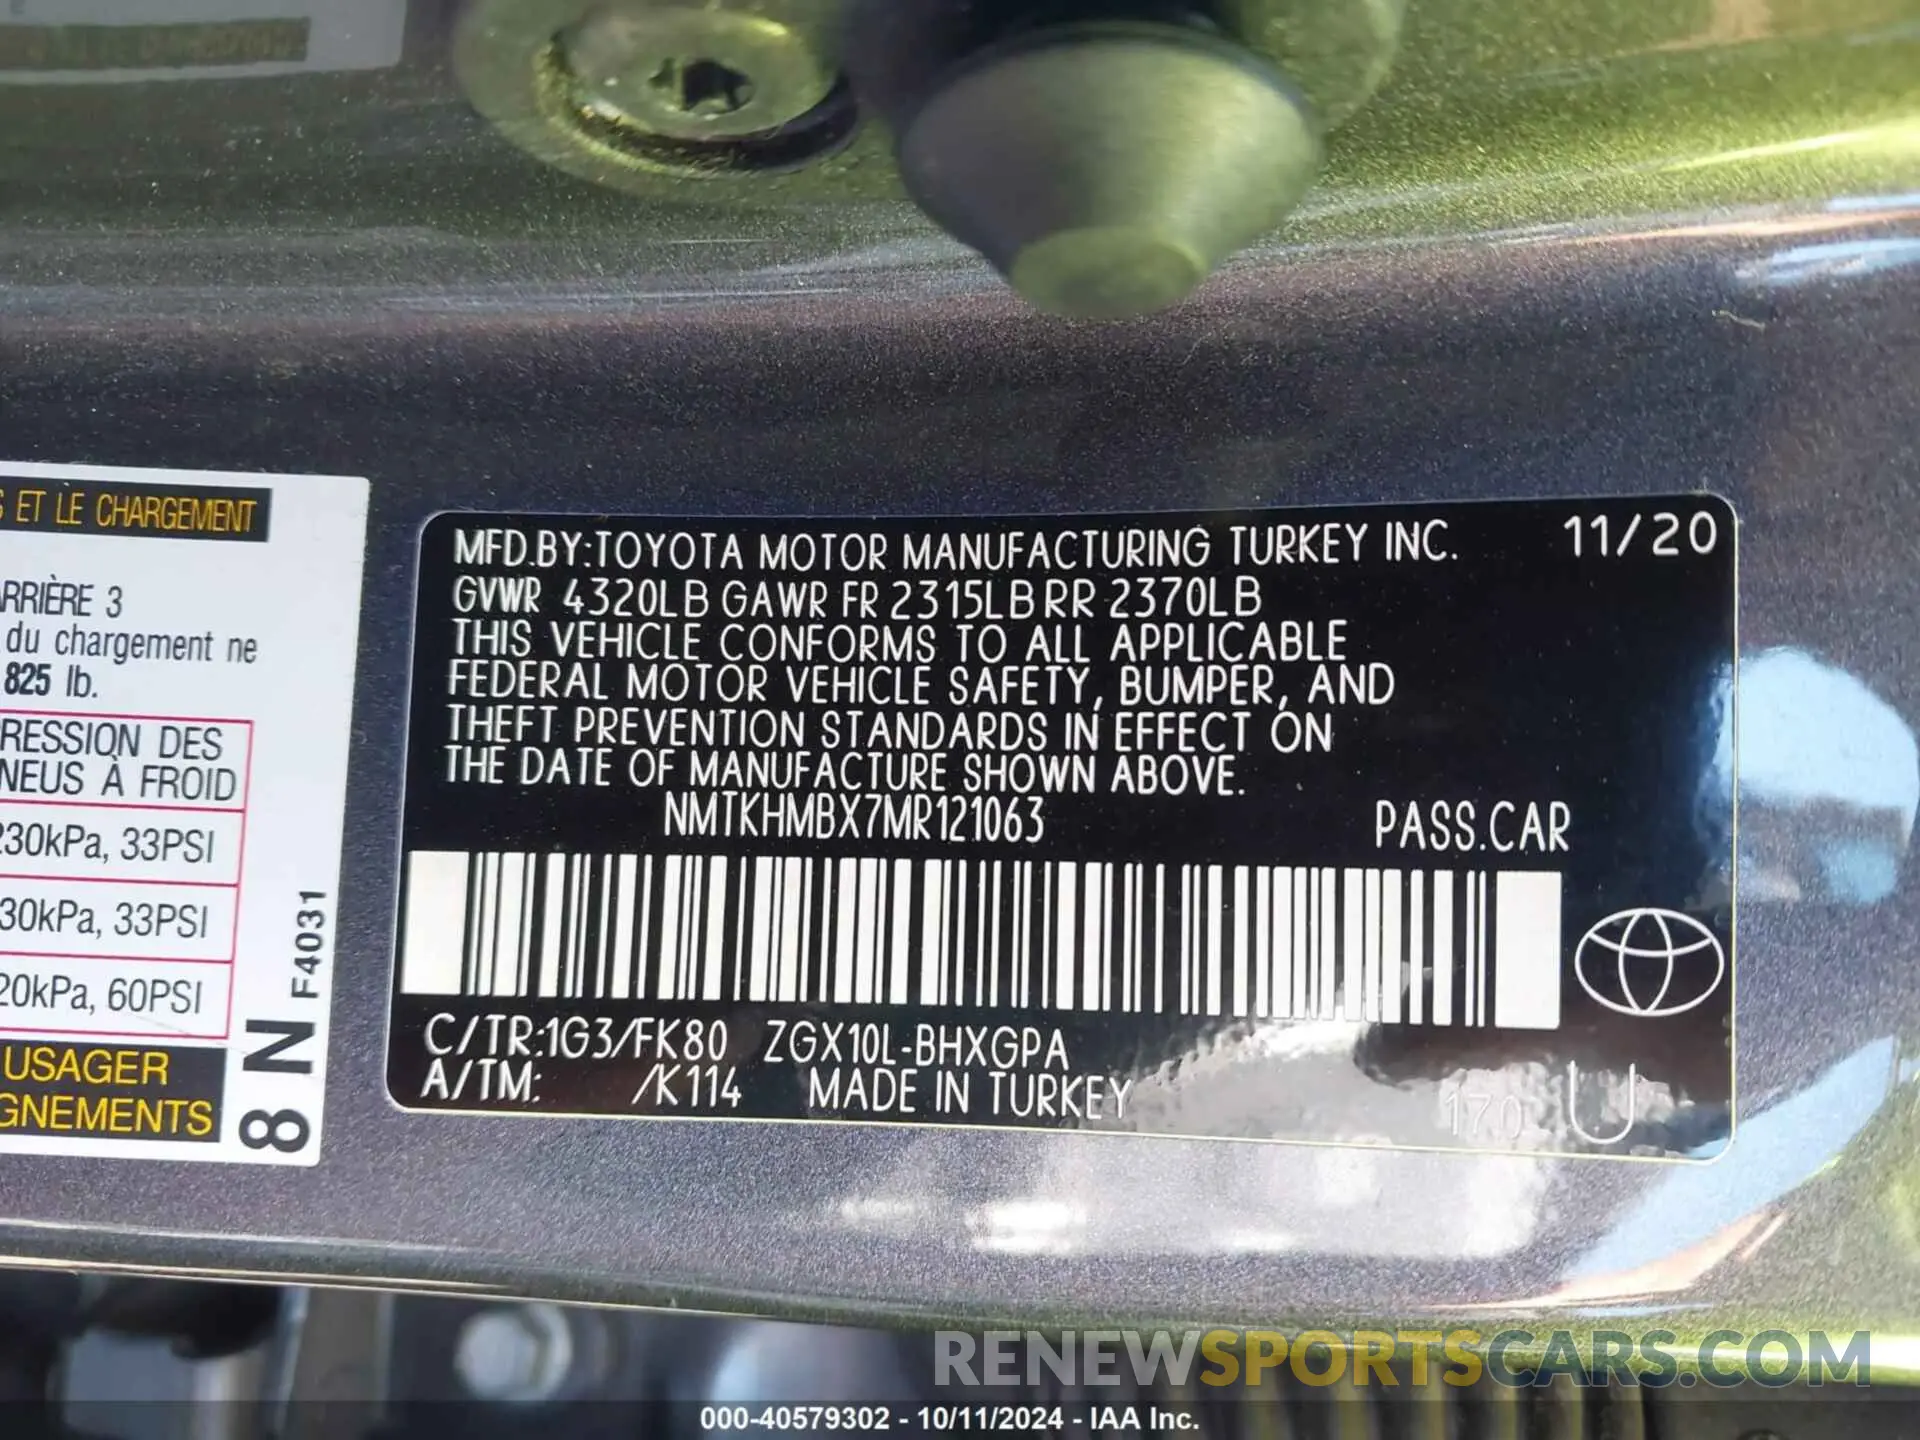 S ET LE CHARGEMENT
ARRIÈRE 3
du chargement ne
825 lb.
RESSION DES
NEUS À FROID
230kPa, 33PSI
30kPa, 33PSI
20kPa, 60PSI
USAGER
GNEMENTS
8 N
F4031
MFD.BY:TOYOTA MOTOR MANUFACTURING TURKEY INC. 11/20
GVWR 4320LB GAWR FR 2315LB RR 2370LB
THIS VEHICLE CONFORMS TO ALL APPLICABLE
FEDERAL MOTOR VEHICLE SAFETY, BUMPER, AND
THEFT PREVENTION STANDARDS IN EFFECT ON
THE DATE OF MANUFACTURE SHOWN ABOVE.
NMTKHMBX7MR121063 PASS.CAR
C/TR:1G3/FK80 ZGX10L-BHXGPA
A/TM: /K114 MADE IN TURKEY
170 U
RENEWSPORTSCARS.COM
000-40579302 - 10/11/2024 - IAA Inc.